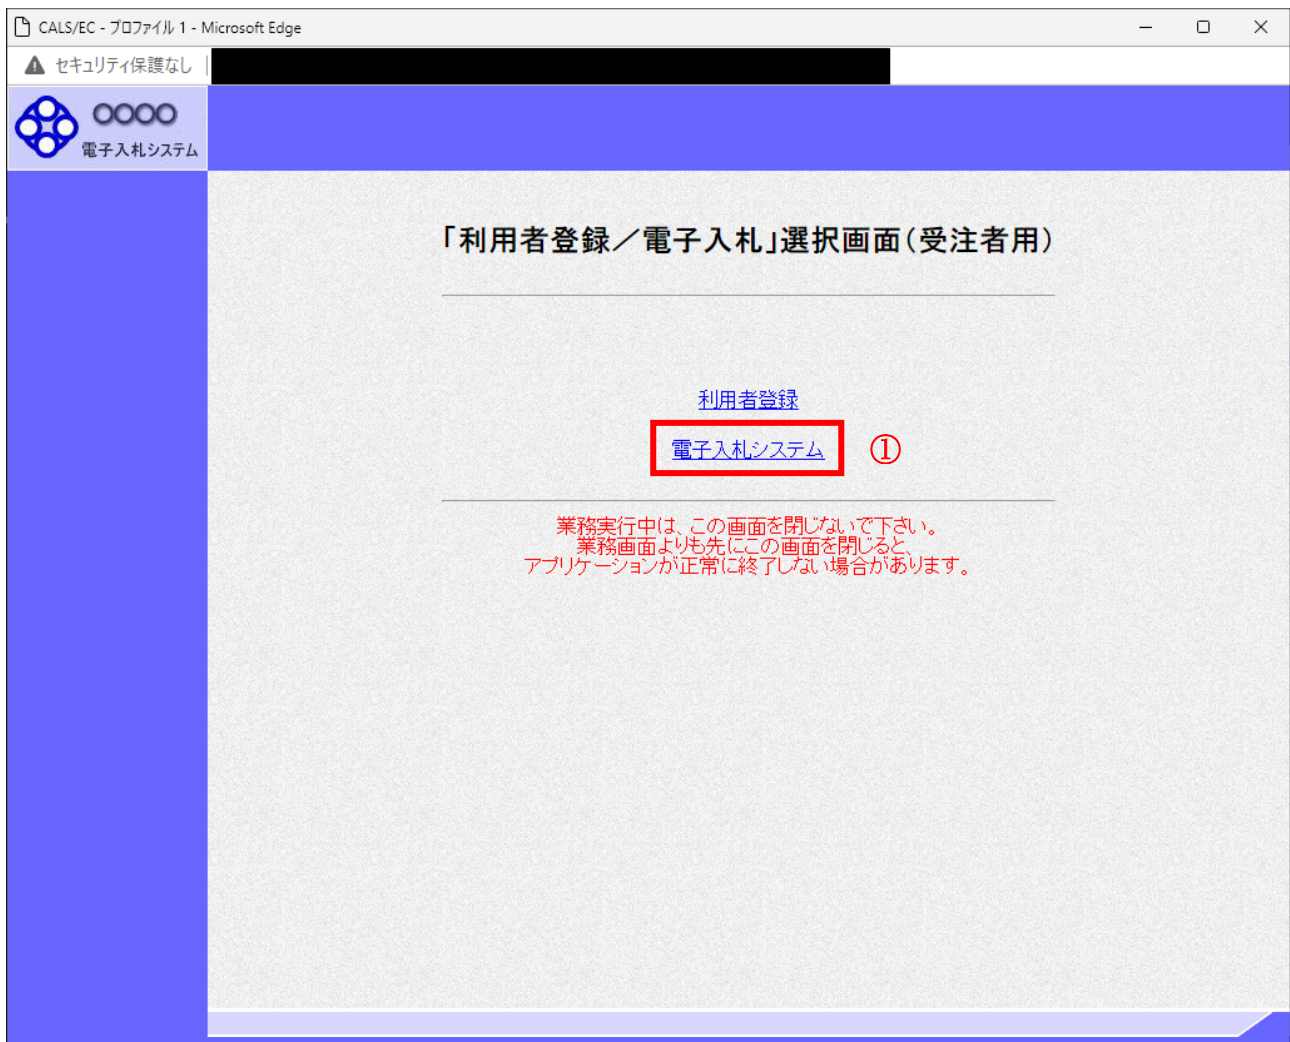 CALS/EC - プロファイル 1 - Microsoft Edge
セキュリティ保護なし
○○○○
電子入札システム
「利用者登録／電子入札」選択画面（受注者用）
利用者登録
電子入札システム ①
業務実行中は、この画面を閉じないで下さい。
業務画面よりも先にこの画面を閉じると、
アプリケーションが正常に終了しない場合があります。